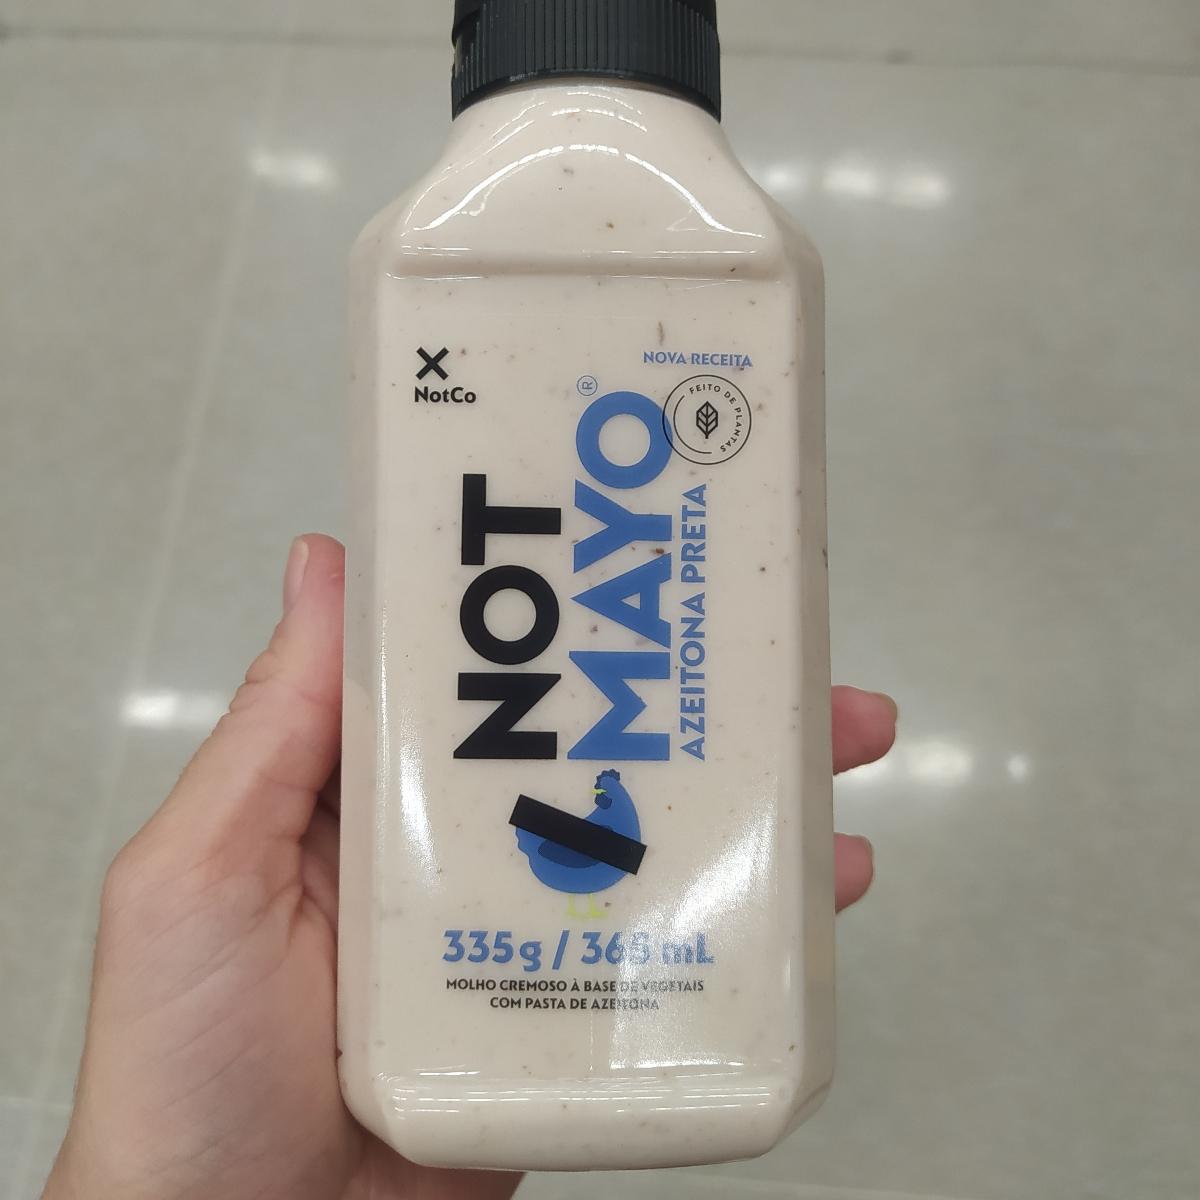 NotCo
NOVA RECEITA
FEITO DE PLANTAS
NOT
MAYO®
AZEITONA PRETA
335g / 365 mL
MOLHO CREMOSO À BASE DE VEGETAIS
COM PASTA DE AZEITONA